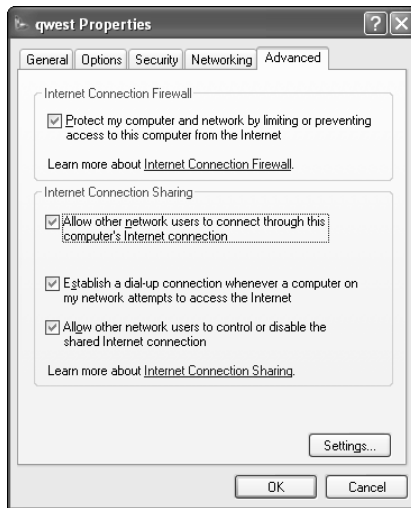 qwest Properties
General Options Security Networking Advanced
Internet Connection Firewall
Protect my computer and network by limiting or preventing
access to this computer from the Internet
Learn more about Internet Connection Firewall.
Internet Connection Sharing
Allow other network users to connect through this
computer's Internet connection
Establish a dial-up connection whenever a computer on
my network attempts to access the Internet
Allow other network users to control or disable the
shared Internet connection
Learn more about Internet Connection Sharing.
Settings...
OK Cancel